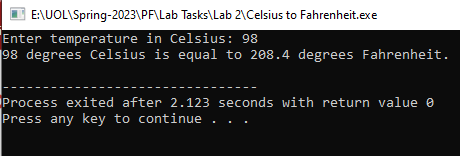 E:\UOL\Spring-2023\PF\Lab Tasks\Lab 2\Celsius to Fahrenheit.exe
Enter temperature in Celsius: 98
98 degrees Celsius is equal to 208.4 degrees Fahrenheit.
--------------------------------
Process exited after 2.123 seconds with return value 0
Press any key to continue . . .